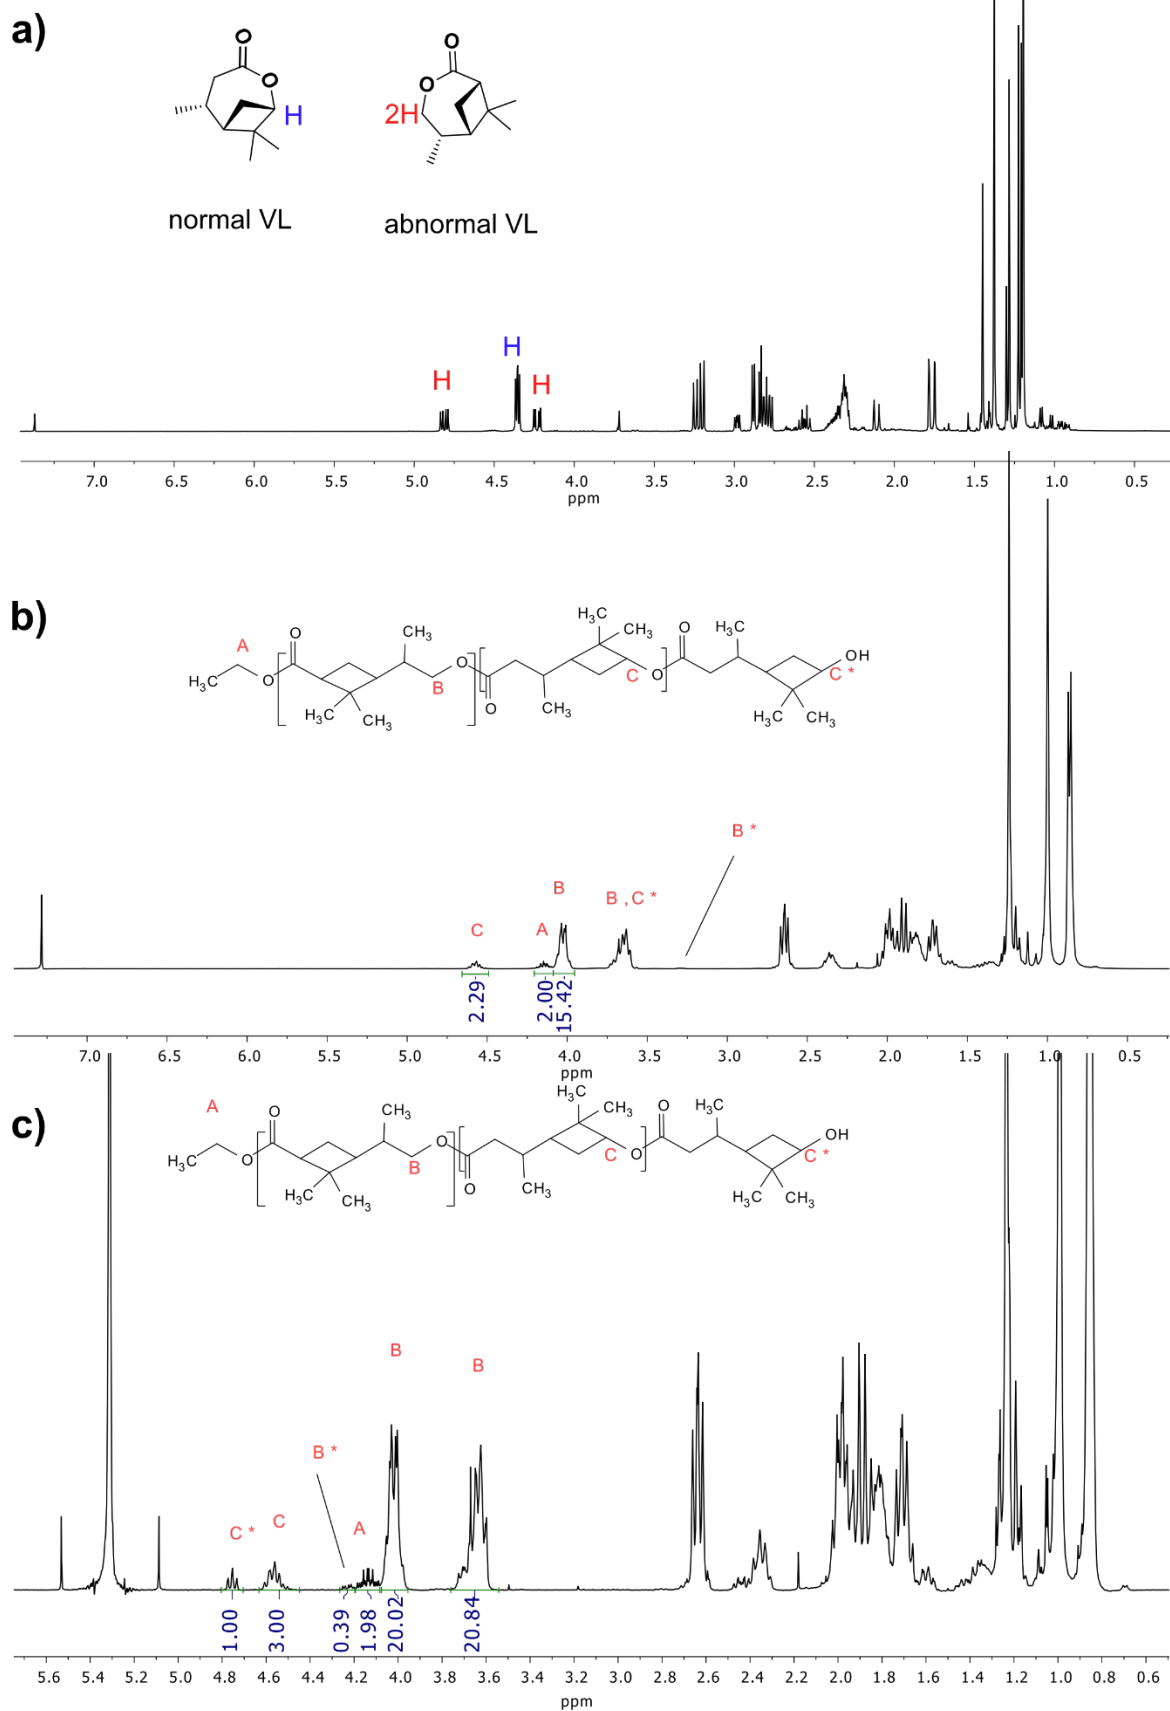 a)
O
O
H
normal VL
O
O
2H
abnormal VL
H
H
H
7.0 6.5 6.0 5.5 5.0 4.5 4.0 3.5 3.0 2.5 2.0 1.5 1.0 0.5
ppm
b)
A
H₃C
O
O
H₃C
CH₃
CH₃
B
O
O
H₃C
CH₃
CH₃
C
O
O
H₃C
H₃C
CH₃
OH
C *
C
A
B
B , C *
B *
2.29
2.00
15.42
7.0 6.5 6.0 5.5 5.0 4.5 4.0 3.5 3.0 2.5 2.0 1.5 1.0 0.5
ppm
c)
A
H₃C
O
O
H₃C
CH₃
CH₃
B
O
O
H₃C
CH₃
CH₃
C
O
O
H₃C
H₃C
CH₃
OH
C *
C *
C
B *
A
B
B
1.00
3.00
0.39
1.98
20.02
20.84
5.6 5.4 5.2 5.0 4.8 4.6 4.4 4.2 4.0 3.8 3.6 3.4 3.2 3.0 2.8 2.6 2.4 2.2 2.0 1.8 1.6 1.4 1.2 1.0 0.8 0.6
ppm